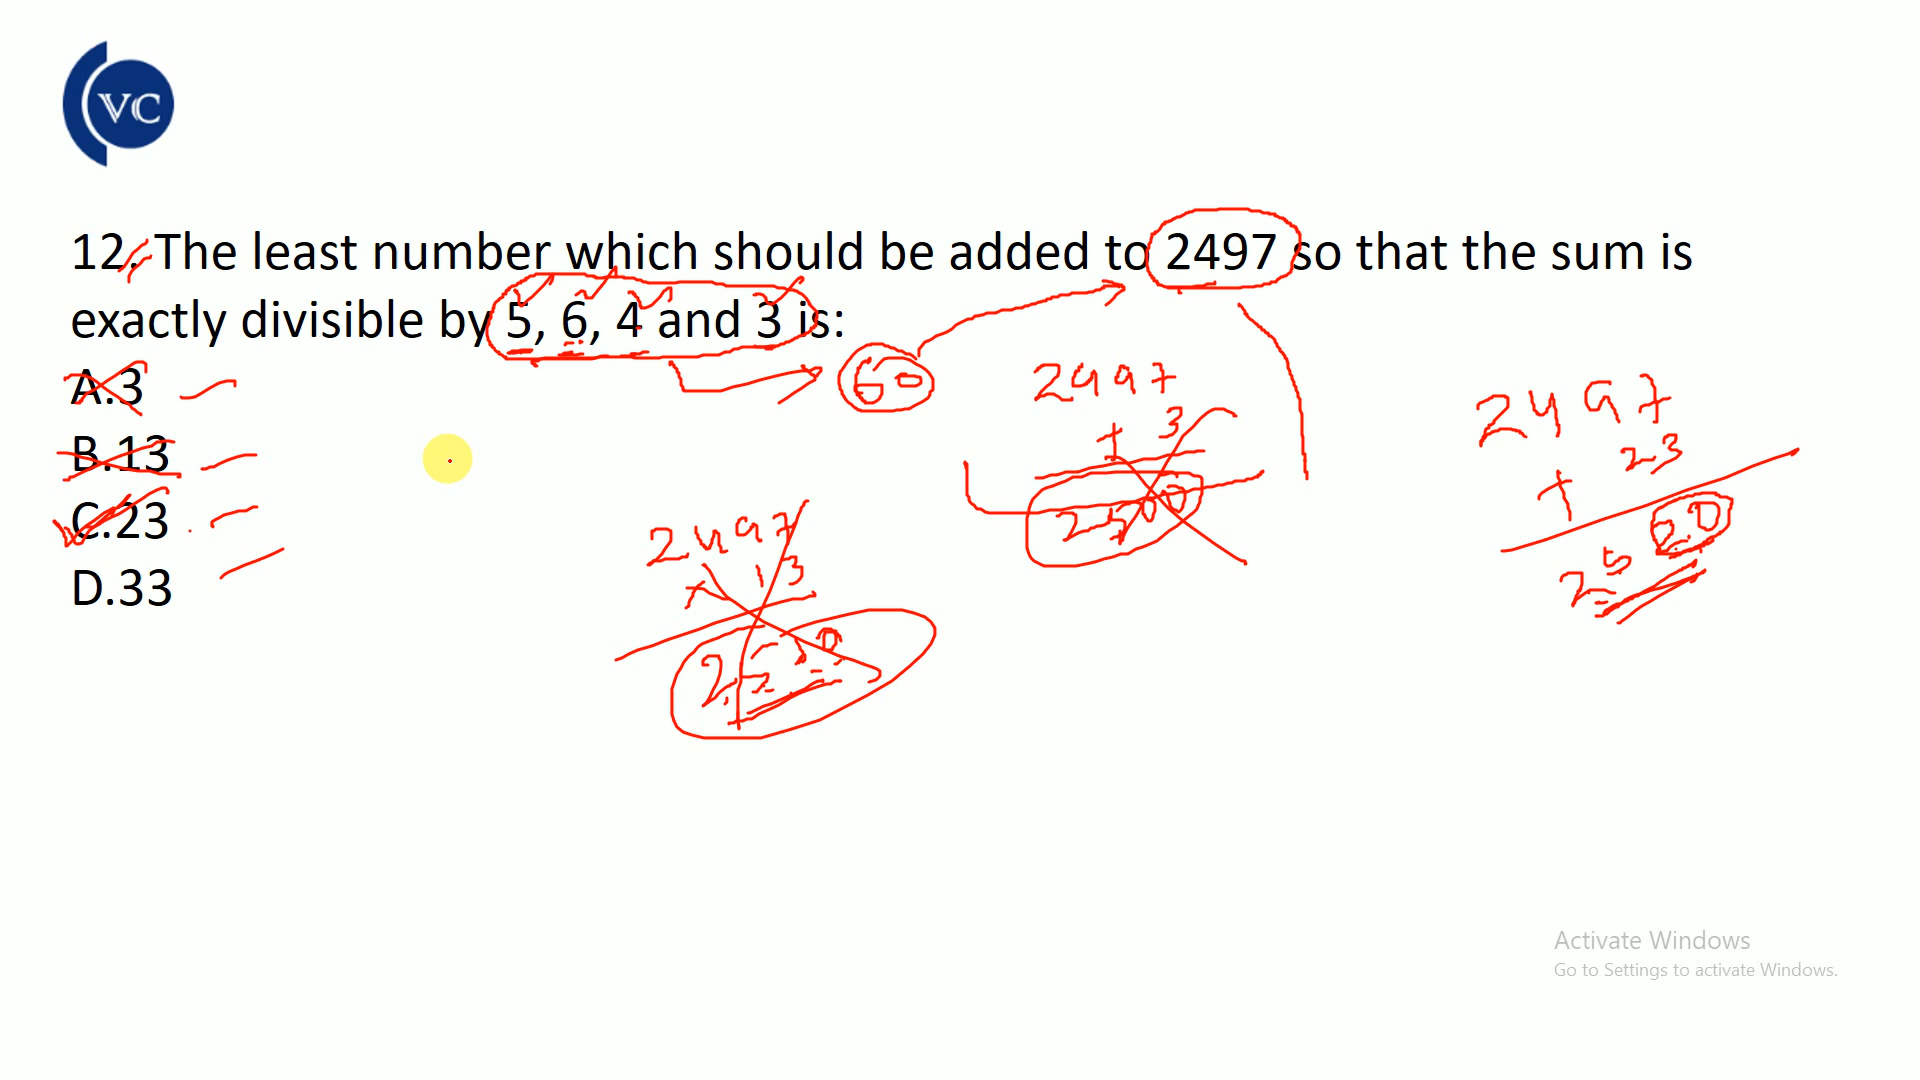 VC
12. The least number which should be added to 2497 so that the sum is
exactly divisible by 5, 6, 4 and 3 is:
A.3
B.13
C.23
D.33
60
2497
+ 3
2500
2497
+ 13
2510
2497
+ 23
2520
Activate Windows
Go to Settings to activate Windows.